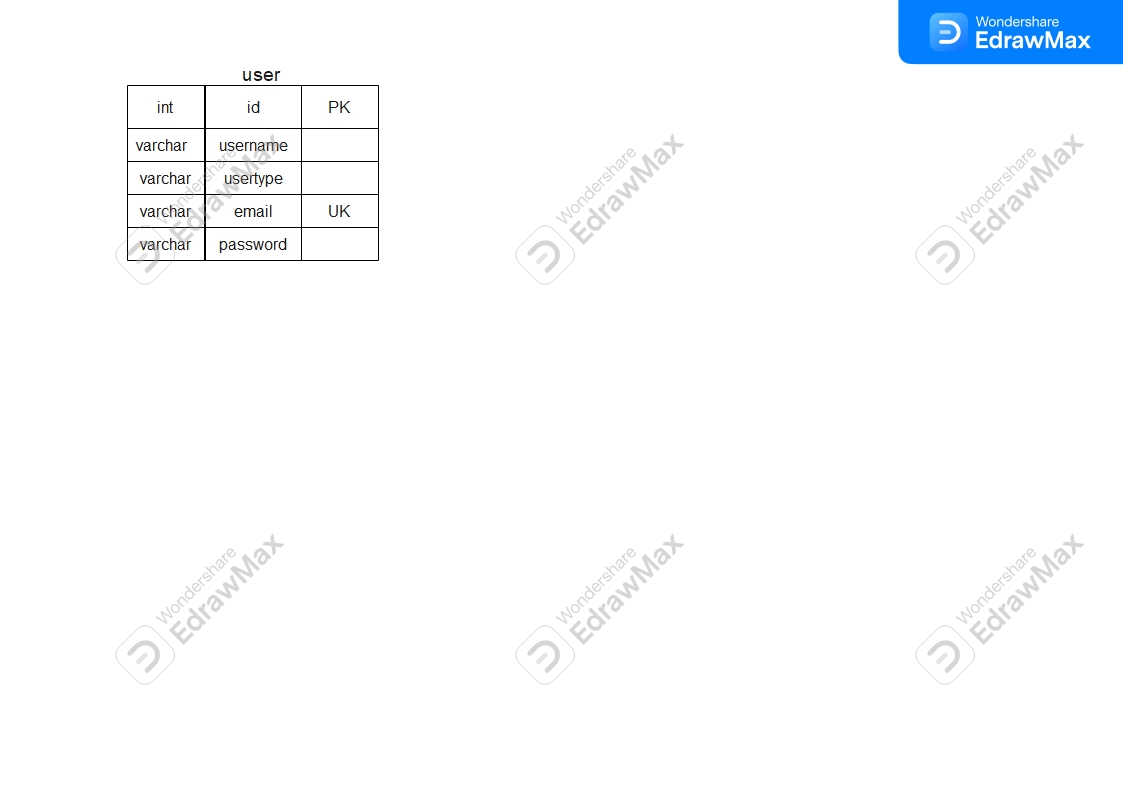 Wondershare
EdrawMax
user
int id PK
varchar username
varchar usertype
varchar email UK
varchar password
Wondershare
EdrawMax
Wondershare
EdrawMax
Wondershare
EdrawMax
Wondershare
EdrawMax
Wondershare
EdrawMax
Wondershare
EdrawMax